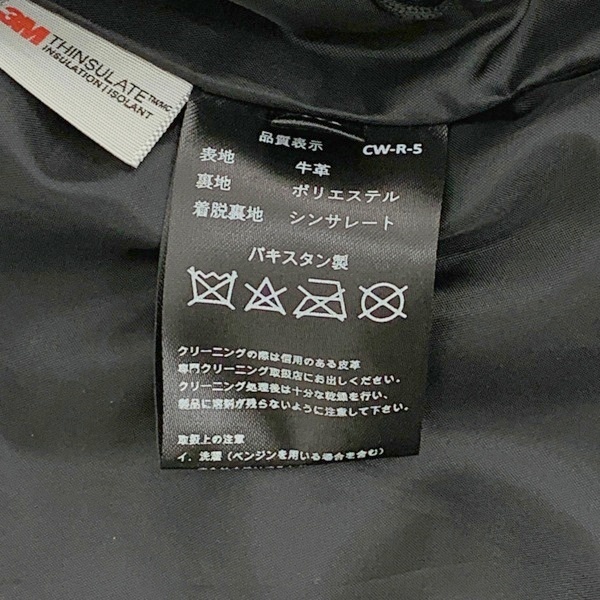 3M THINSULATE™MC
INSULATION | ISOLANT
品質表示 CW-R-5
表地 牛革
裏地 ポリエステル
着脱裏地 シンサレート
パキスタン製
クリーニングの際は信用のある皮革
専門クリーニング取扱店にお出しください。
クリーニング処理後は十分な乾燥を行い、
製品に溶剤が残らないように注意して下さい。
取扱上の注意
イ．洗濯（ベンジンを用いる場合を含む）